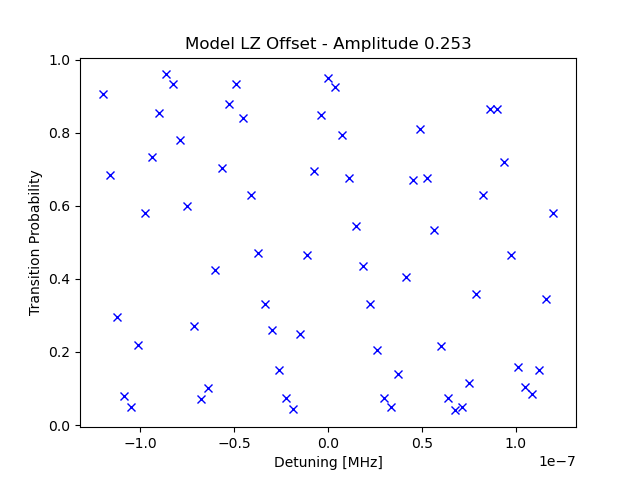 Model LZ Offset - Amplitude 0.253
Transition Probability
1.0
0.8
0.6
0.4
0.2
0.0
−1.0 −0.5 0.0 0.5 1.0
1e−7
Detuning [MHz]